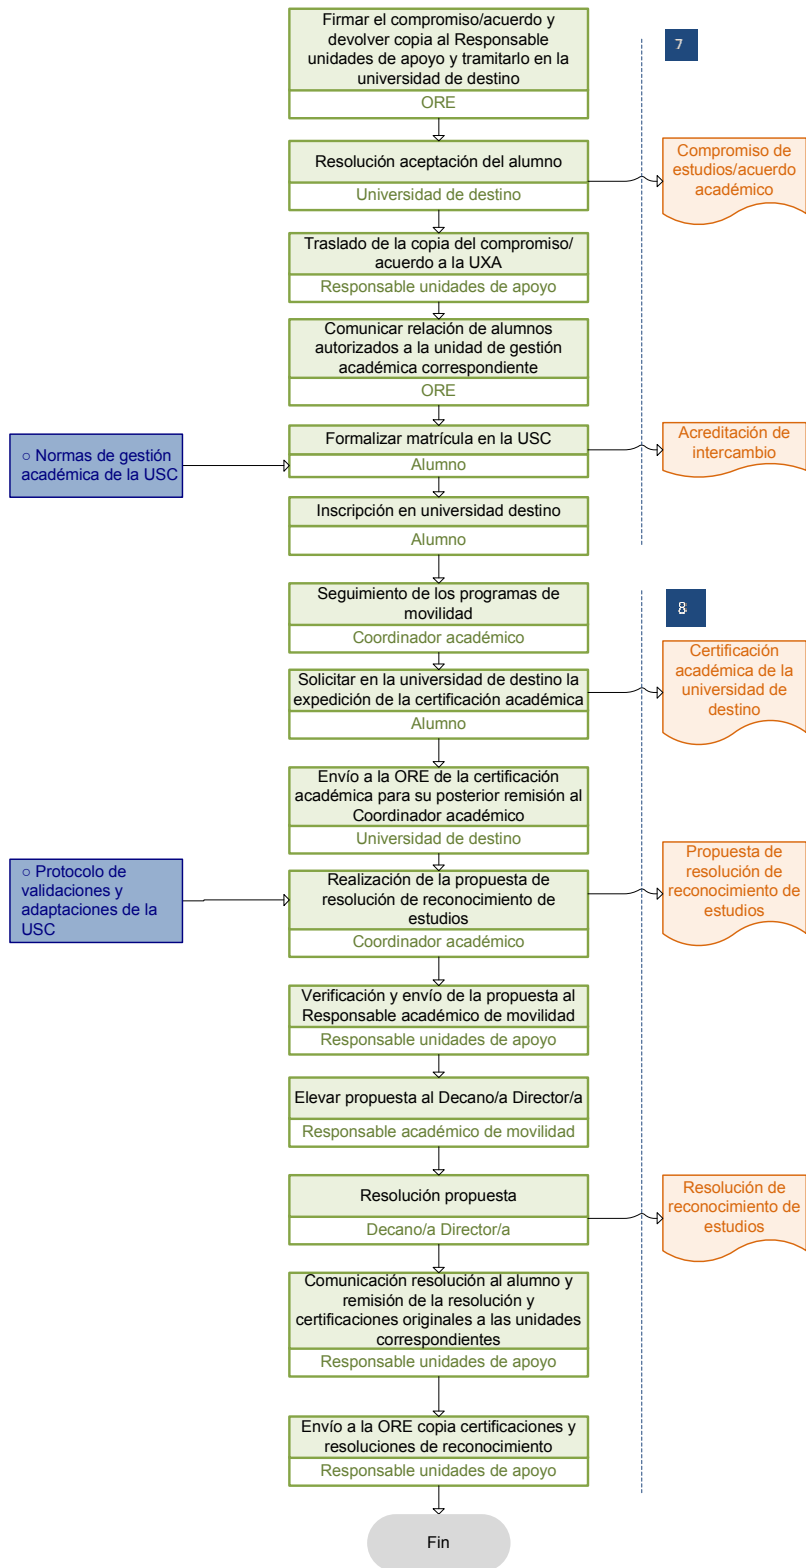 Firmar el compromiso/acuerdo y
devolver copia al Responsable
unidades de apoyo y tramitarlo en la
universidad de destino
ORE
7
Resolución aceptación del alumno
Universidad de destino
Compromiso de
estudios/acuerdo
académico
Traslado de la copia del compromiso/
acuerdo a la UXA
Responsable unidades de apoyo
Comunicar relación de alumnos
autorizados a la unidad de gestión
académica correspondiente
ORE
○ Normas de gestión
académica de la USC
Formalizar matrícula en la USC
Alumno
Acreditación de
intercambio
Inscripción en universidad destino
Alumno
Seguimiento de los programas de
movilidad
Coordinador académico
8
Solicitar en la universidad de destino la
expedición de la certificación académica
Alumno
Certificación
académica de la
universidad de
destino
Envío a la ORE de la certificación
académica para su posterior remisión al
Coordinador académico
Universidad de destino
○ Protocolo de
validaciones y
adaptaciones de la
USC
Realización de la propuesta de
resolución de reconocimiento de
estudios
Coordinador académico
Propuesta de
resolución de
reconocimiento de
estudios
Verificación y envío de la propuesta al
Responsable académico de movilidad
Responsable unidades de apoyo
Elevar propuesta al Decano/a Director/a
Responsable académico de movilidad
Resolución propuesta
Decano/a Director/a
Resolución de
reconocimiento de
estudios
Comunicación resolución al alumno y
remisión de la resolución y
certificaciones originales a las unidades
correspondientes
Responsable unidades de apoyo
Envío a la ORE copia certificaciones y
resoluciones de reconocimiento
Responsable unidades de apoyo
Fin